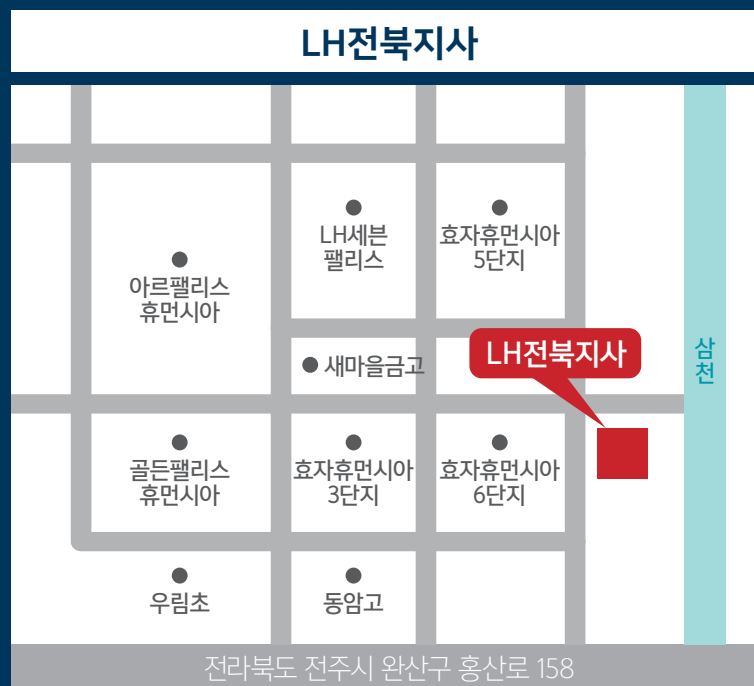 LH전북지사
LH세븐
팰리스
효자휴먼시아
5단지
아르팰리스
휴먼시아
새마을금고
LH전북지사
삼천
골든팰리스
휴먼시아
효자휴먼시아
3단지
효자휴먼시아
6단지
우림초
동암고
전라북도 전주시 완산구 홍산로 158